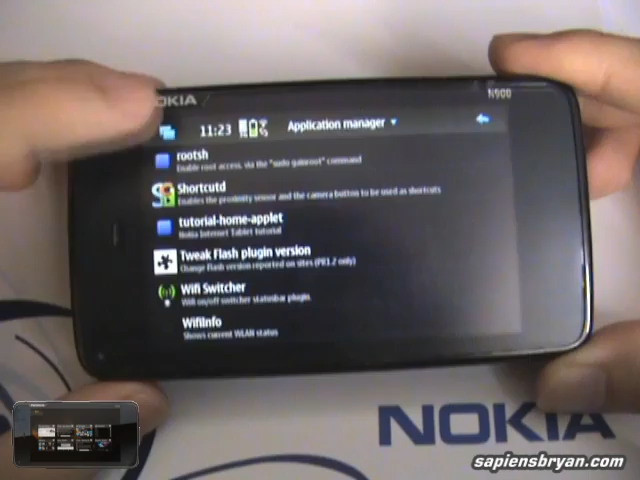 NOKIA
N900
11:23 Application manager
rootsh
Enable root access, via the "sudo gainroot" command
Shortcutd
Enables the proximity sensor and the camera button to be used as shortcuts
tutorial-home-applet
Nokia Internet Tablet tutorial
Tweak Flash plugin version
Change Flash version reported on sites (PR1.2 only)
Wifi Switcher
Wifi on/off switcher statusbar plugin.
WifiInfo
Shows current WLAN status
NOKIA
sapiensbryan.com